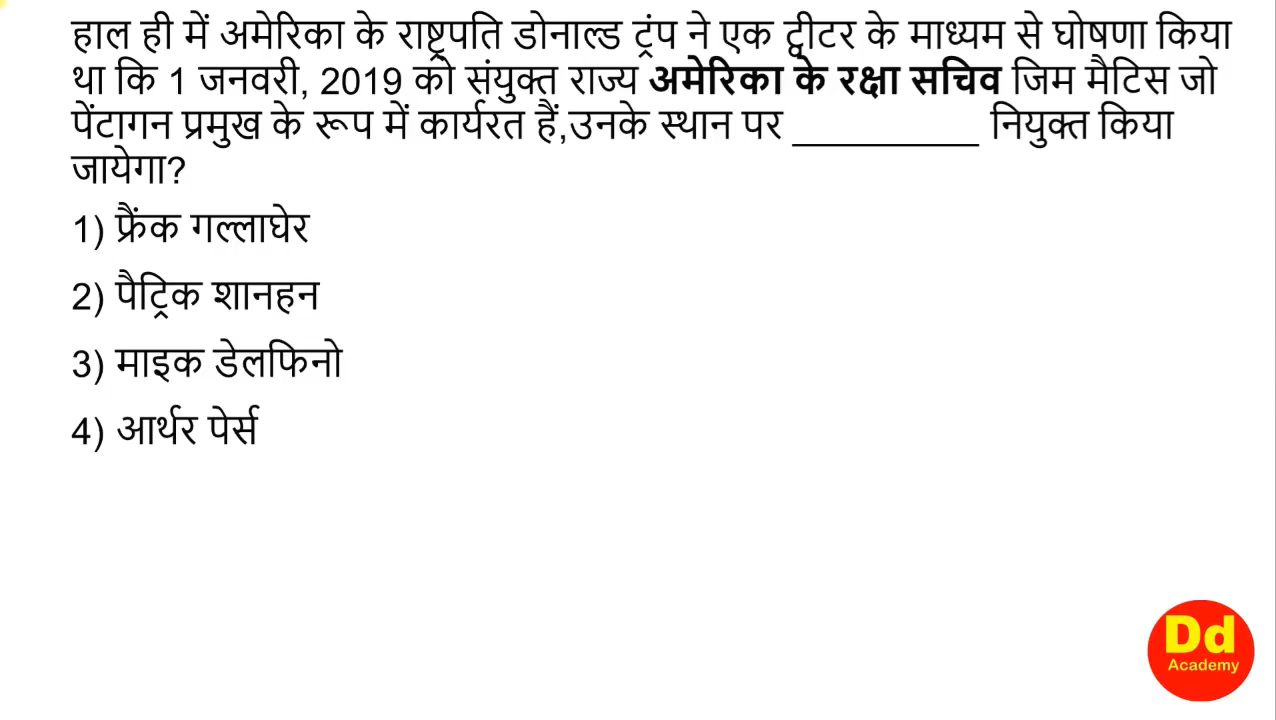 हाल ही में अमेरिका के राष्ट्रपति डोनाल्ड ट्रंप ने एक ट्वीटर के माध्यम से घोषणा किया
था कि 1 जनवरी, 2019 को संयुक्त राज्य अमेरिका के रक्षा सचिव जिम मैटिस जो
पेंटागन प्रमुख के रूप में कार्यरत हैं,उनके स्थान पर __________ नियुक्त किया
जायेगा?
1) फ्रैंक गल्लाघेर
2) पैट्रिक शानहन
3) माइक डेलफिनो
4) आर्थर पेर्स
Dd
Academy